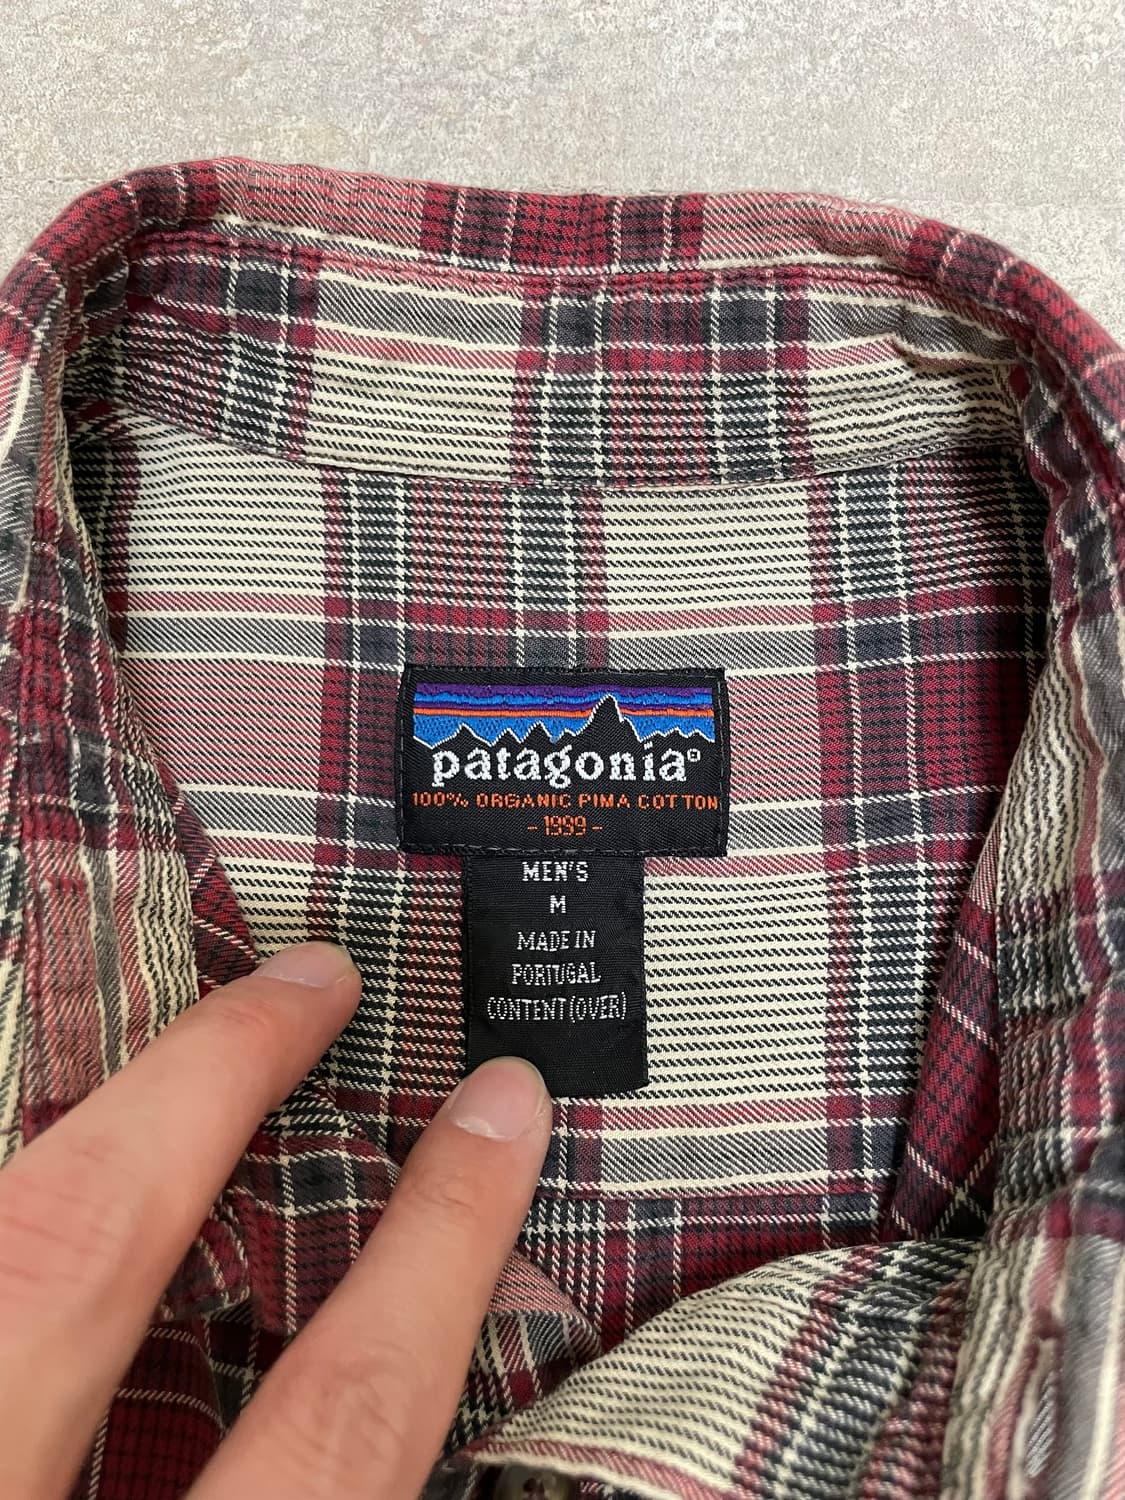 patagonia®
100% ORGANIC PIMA COTTON
- 1999 -
MEN'S
M
MADE IN
PORTUGAL
CONTENT (OVER)